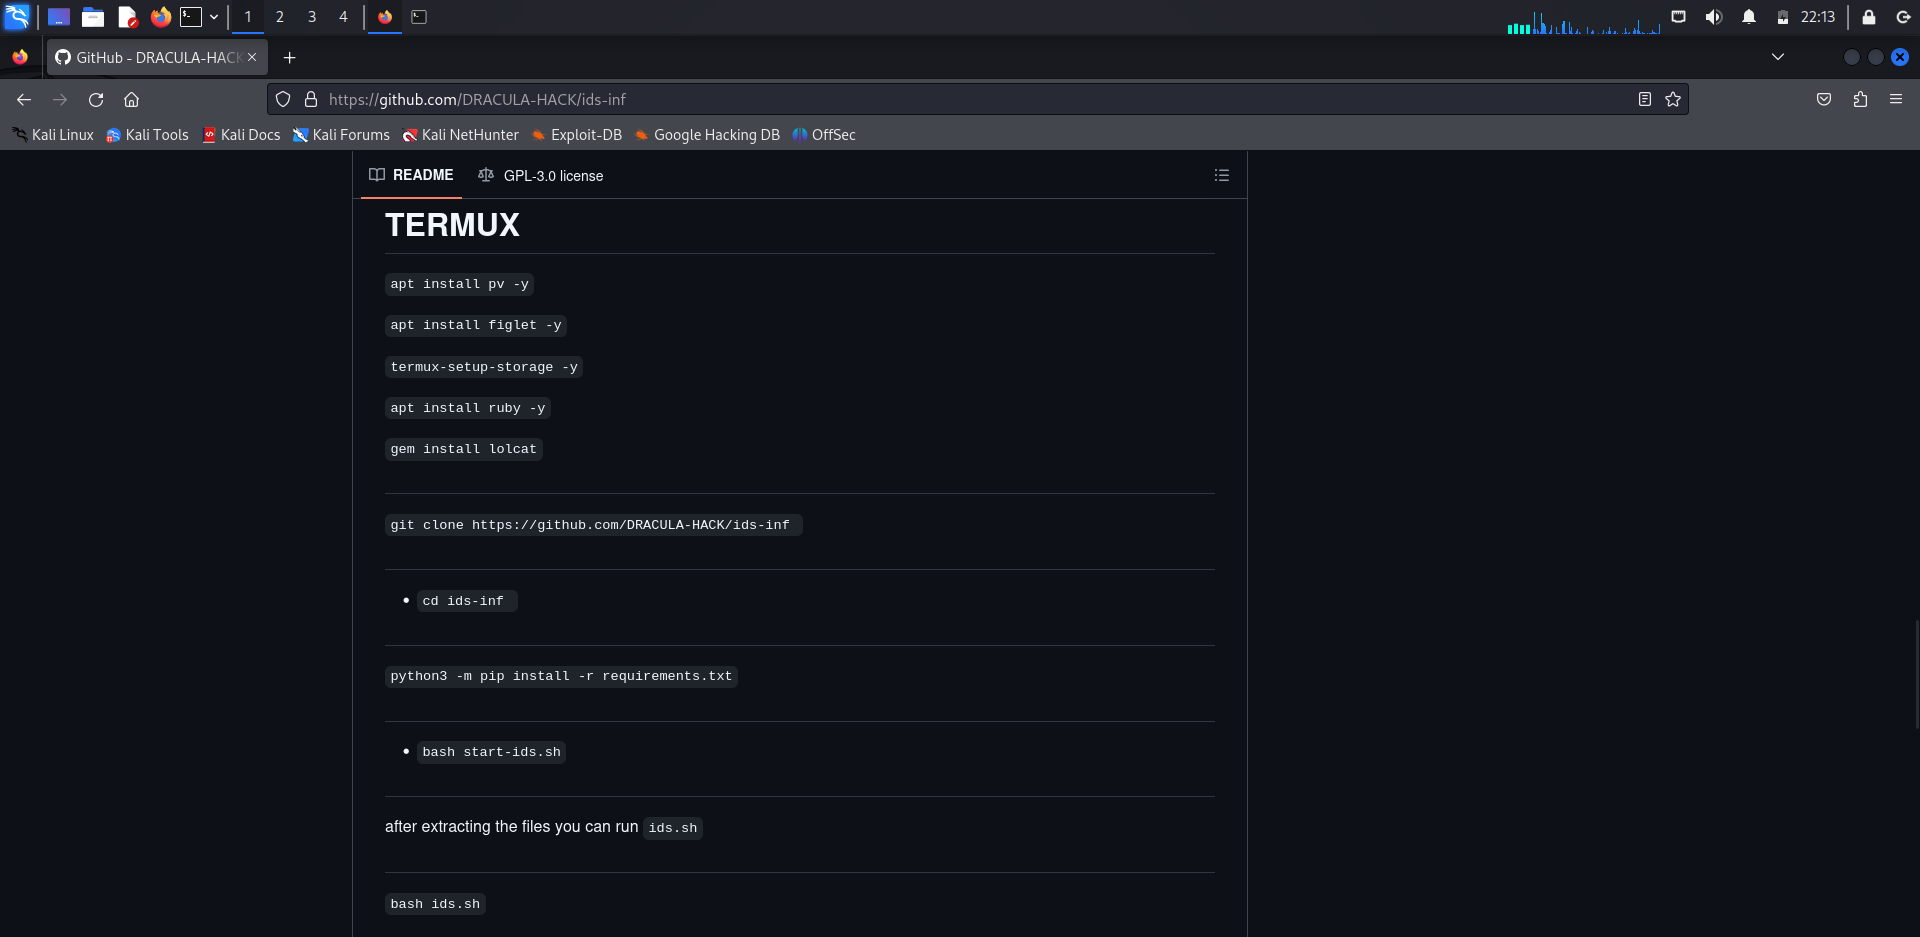 1 2 3 4 22:13
GitHub - DRACULA-HACK
https://github.com/DRACULA-HACK/ids-inf
Kali Linux Kali Tools Kali Docs Kali Forums Kali NetHunter Exploit-DB Google Hacking DB OffSec
README GPL-3.0 license
TERMUX
apt install pv -y
apt install figlet -y
termux-setup-storage -y
apt install ruby -y
gem install lolcat
git clone https://github.com/DRACULA-HACK/ids-inf
• cd ids-inf
python3 -m pip install -r requirements.txt
• bash start-ids.sh
after extracting the files you can run ids.sh
bash ids.sh